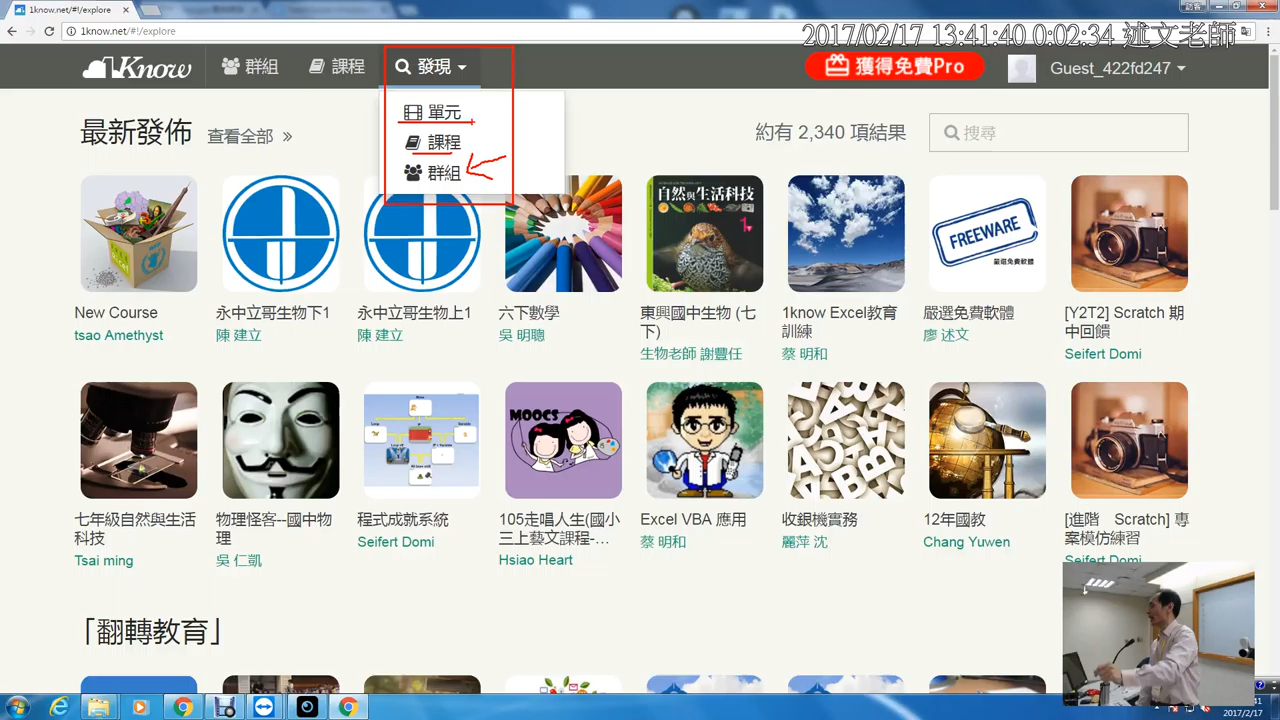 1know.net/#!/explore
訪客
1know.net/#!/explore
2017/02/17 13:41:40 0:02:34 述文老師
1Know
群組
課程
發現
獲得免費Pro
Guest_422fd247
單元
課程
群組
最新發佈 查看全部 »
約有 2,340 項結果
搜尋
自然與生活科技
1
FREEWARE
嚴選免費軟體
New Course
tsao Amethyst
永中立哥生物下1
陳 建立
永中立哥生物上1
陳 建立
六下數學
吳 明聰
東興國中生物 (七
下)
生物老師 謝豐任
1know Excel教育
訓練
蔡 明和
嚴選免費軟體
廖 述文
[Y2T2] Scratch 期
中回饋
Seifert Domi
MOOCS
七年級自然與生活
科技
Tsai ming
物理怪客--國中物
理
吳 仁凱
程式成就系統
Seifert Domi
105走唱人生(國小
三上藝文課程-...
Hsiao Heart
Excel VBA 應用
蔡 明和
收銀機實務
麗萍 沈
12年國教
Chang Yuwen
[進階 Scratch] 專
案模仿練習
Seifert Domi
「翻轉教育」
2017/2/17